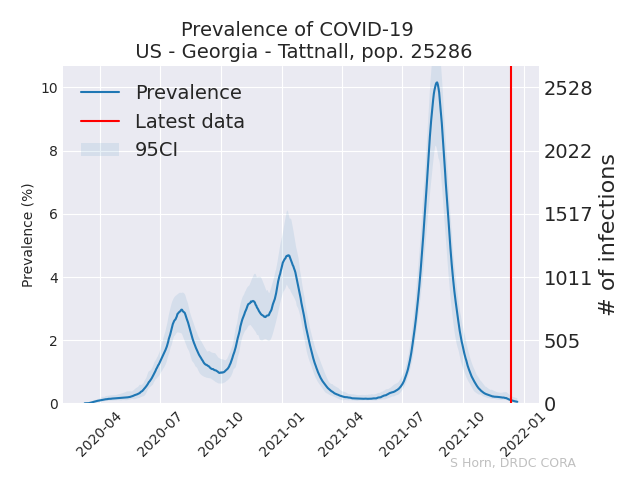 Prevalence of COVID-19
US - Georgia - Tattnall, pop. 25286
Prevalence
Latest data
95CI
Prevalence (%)
10
8
6
4
2
0
2528
2022
1517
1011
505
0
# of infections
2020-04
2020-07
2020-10
2021-01
2021-04
2021-07
2021-10
2022-01
S Horn, DRDC CORA